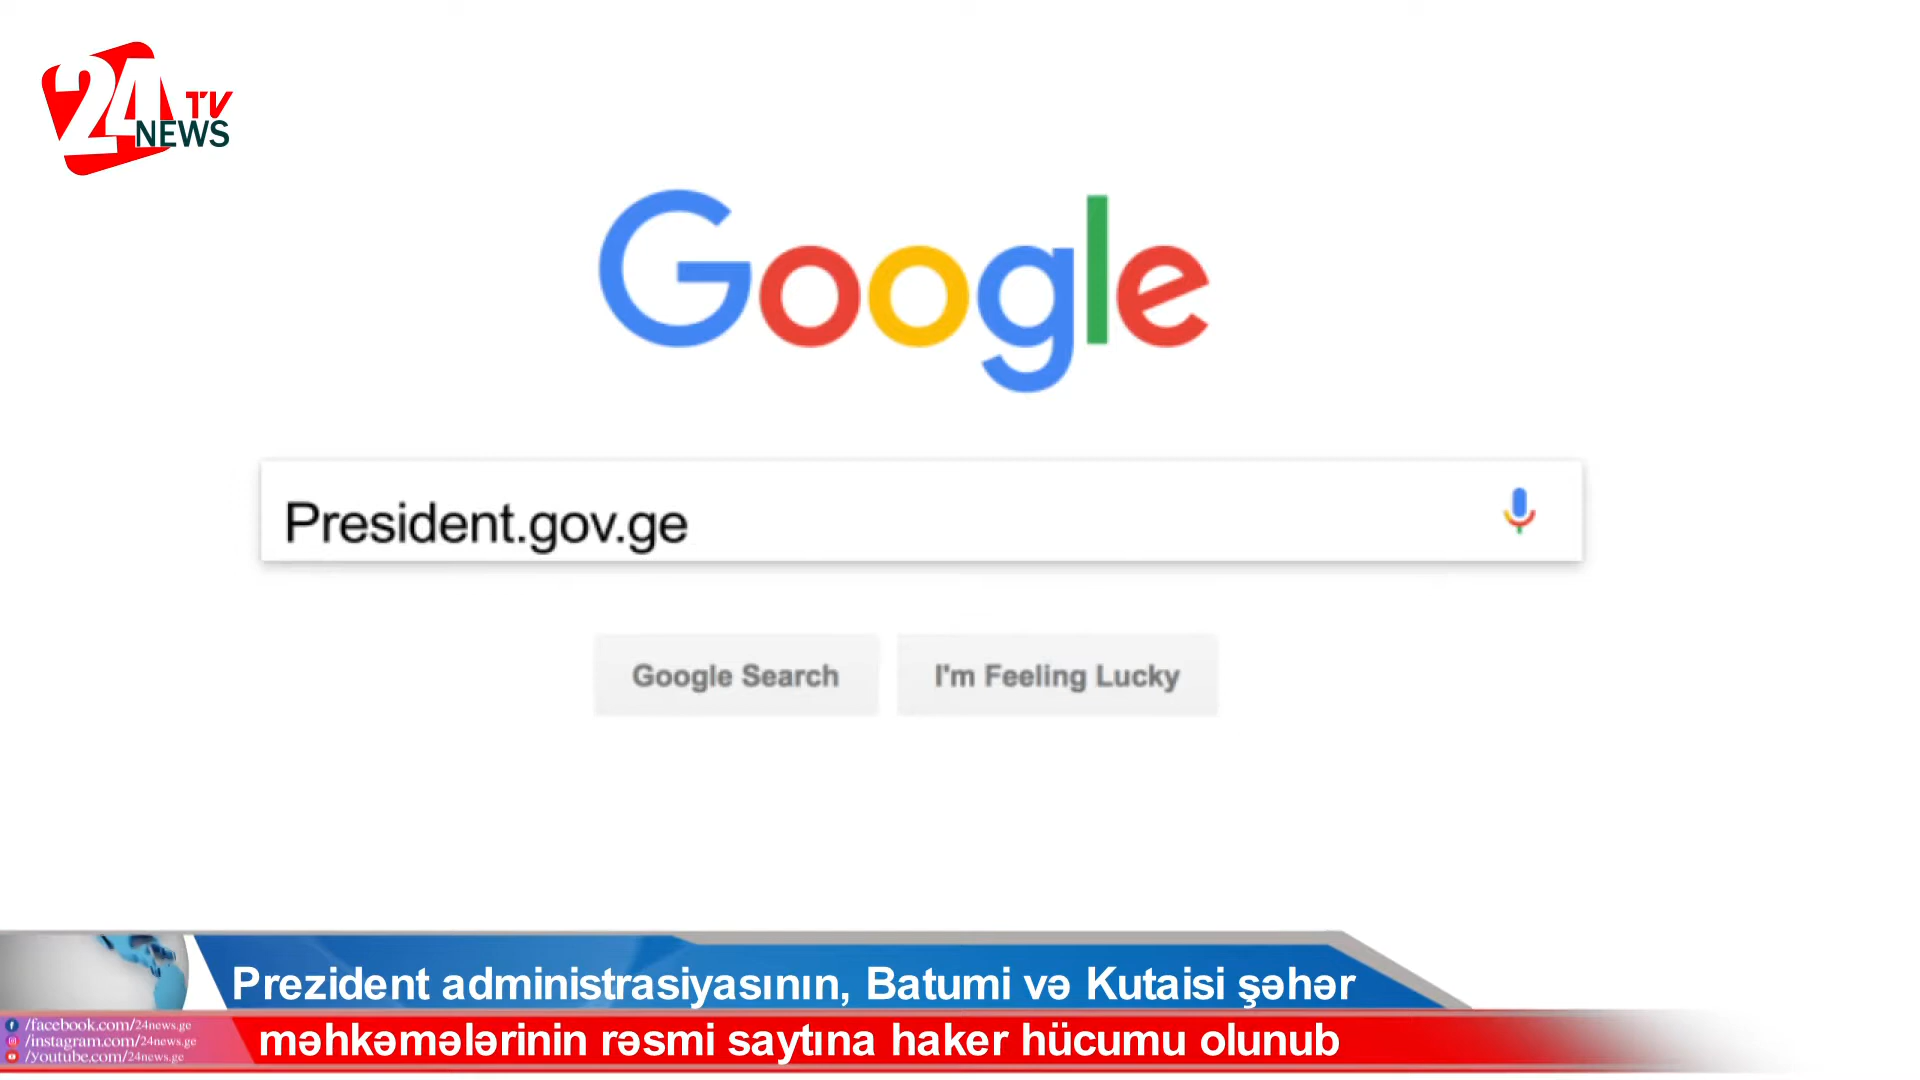 24 TV
NEWS
Google
President.gov.ge
Google Search
I'm Feeling Lucky
Prezident administrasiyasının, Batumi və Kutaisi şəhər
məhkəmələrinin rəsmi saytına haker hücumu olunub
/facebook.com/24news.ge
/instagram.com/24news.ge
/youtube.com/24news.ge